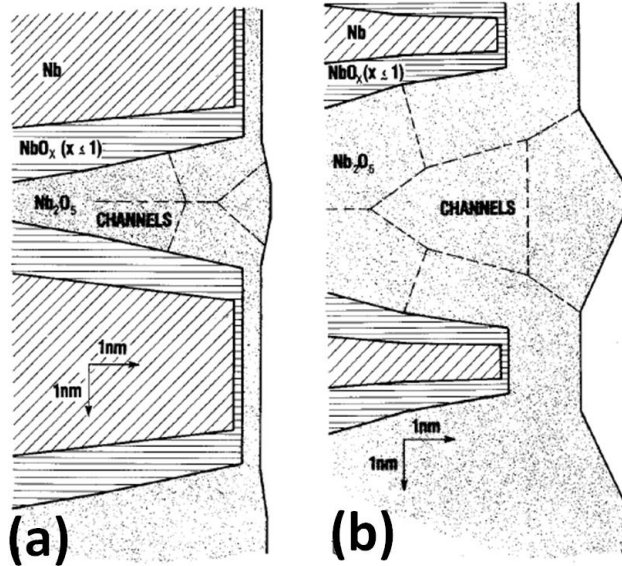 Nb
NbOx (x ≤ 1)
Nb2O5
CHANNELS
1nm
1nm
(a)
Nb
NbOx (x ≤ 1)
Nb2O5
CHANNELS
1nm
1nm
(b)